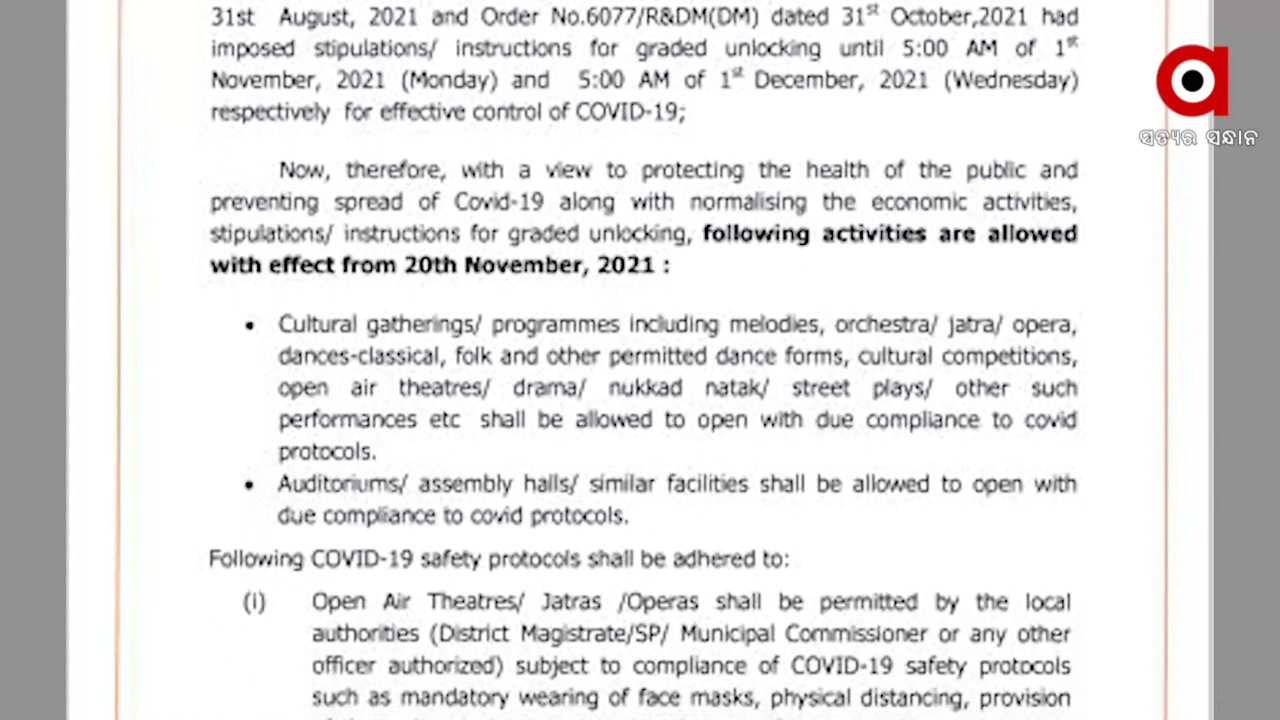 31st August, 2021 and Order No.6077/R&DM(DM) dated 31st October,2021 had
imposed stipulations/ instructions for graded unlocking until 5:00 AM of 1st
November, 2021 (Monday) and 5:00 AM of 1st December, 2021 (Wednesday)
respectively for effective control of COVID-19;
ସତ୍ୟର ସନ୍ଧାନ
Now, therefore, with a view to protecting the health of the public and
preventing spread of Covid-19 along with normalising the economic activities,
stipulations/ instructions for graded unlocking, following activities are allowed
with effect from 20th November, 2021 :
• Cultural gatherings/ programmes including melodies, orchestra/ jatra/ opera,
dances-classical, folk and other permitted dance forms, cultural competitions,
open air theatres/ drama/ nukkad natak/ street plays/ other such
performances etc shall be allowed to open with due compliance to covid
protocols.
• Auditoriums/ assembly halls/ similar facilities shall be allowed to open with
due compliance to covid protocols.
Following COVID-19 safety protocols shall be adhered to:
(i) Open Air Theatres/ Jatras /Operas shall be permitted by the local
authorities (District Magistrate/SP/ Municipal Commissioner or any other
officer authorized) subject to compliance of COVID-19 safety protocols
such as mandatory wearing of face masks, physical distancing, provision